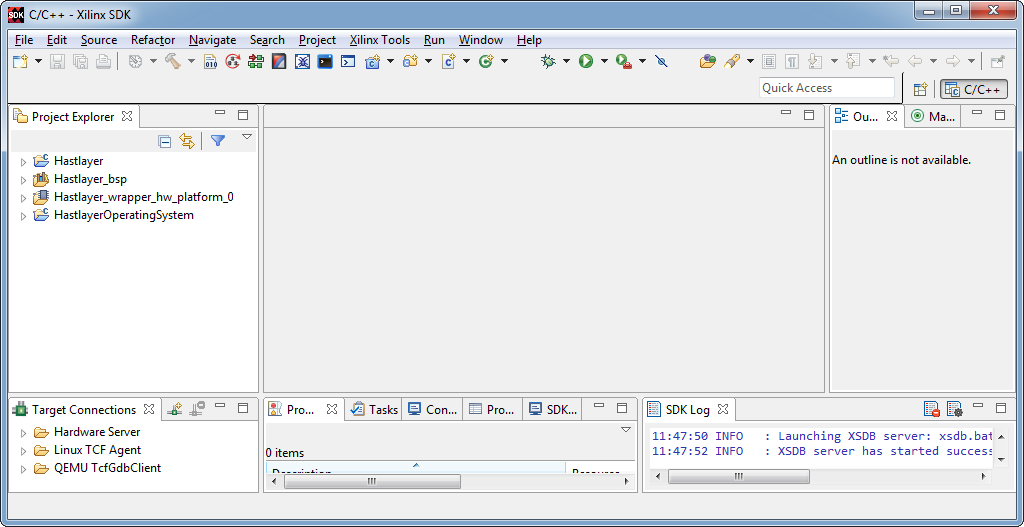 SDK C/C++ - Xilinx SDK
File Edit Source Refactor Navigate Search Project Xilinx Tools Run Window Help
010
Quick Access
C/C++
Project Explorer
Hastlayer
Hastlayer_bsp
Hastlayer_wrapper_hw_platform_0
HastlayerOperatingSystem
Ou... Ma...
An outline is not available.
Target Connections
Hardware Server
Linux TCF Agent
QEMU TcfGdbClient
Pro... Tasks Con... Pro... SDK...
0 items
Description Resource
SDK Log
11:47:50 INFO : Launching XSDB server: xsdb.bat
11:47:52 INFO : XSDB server has started success